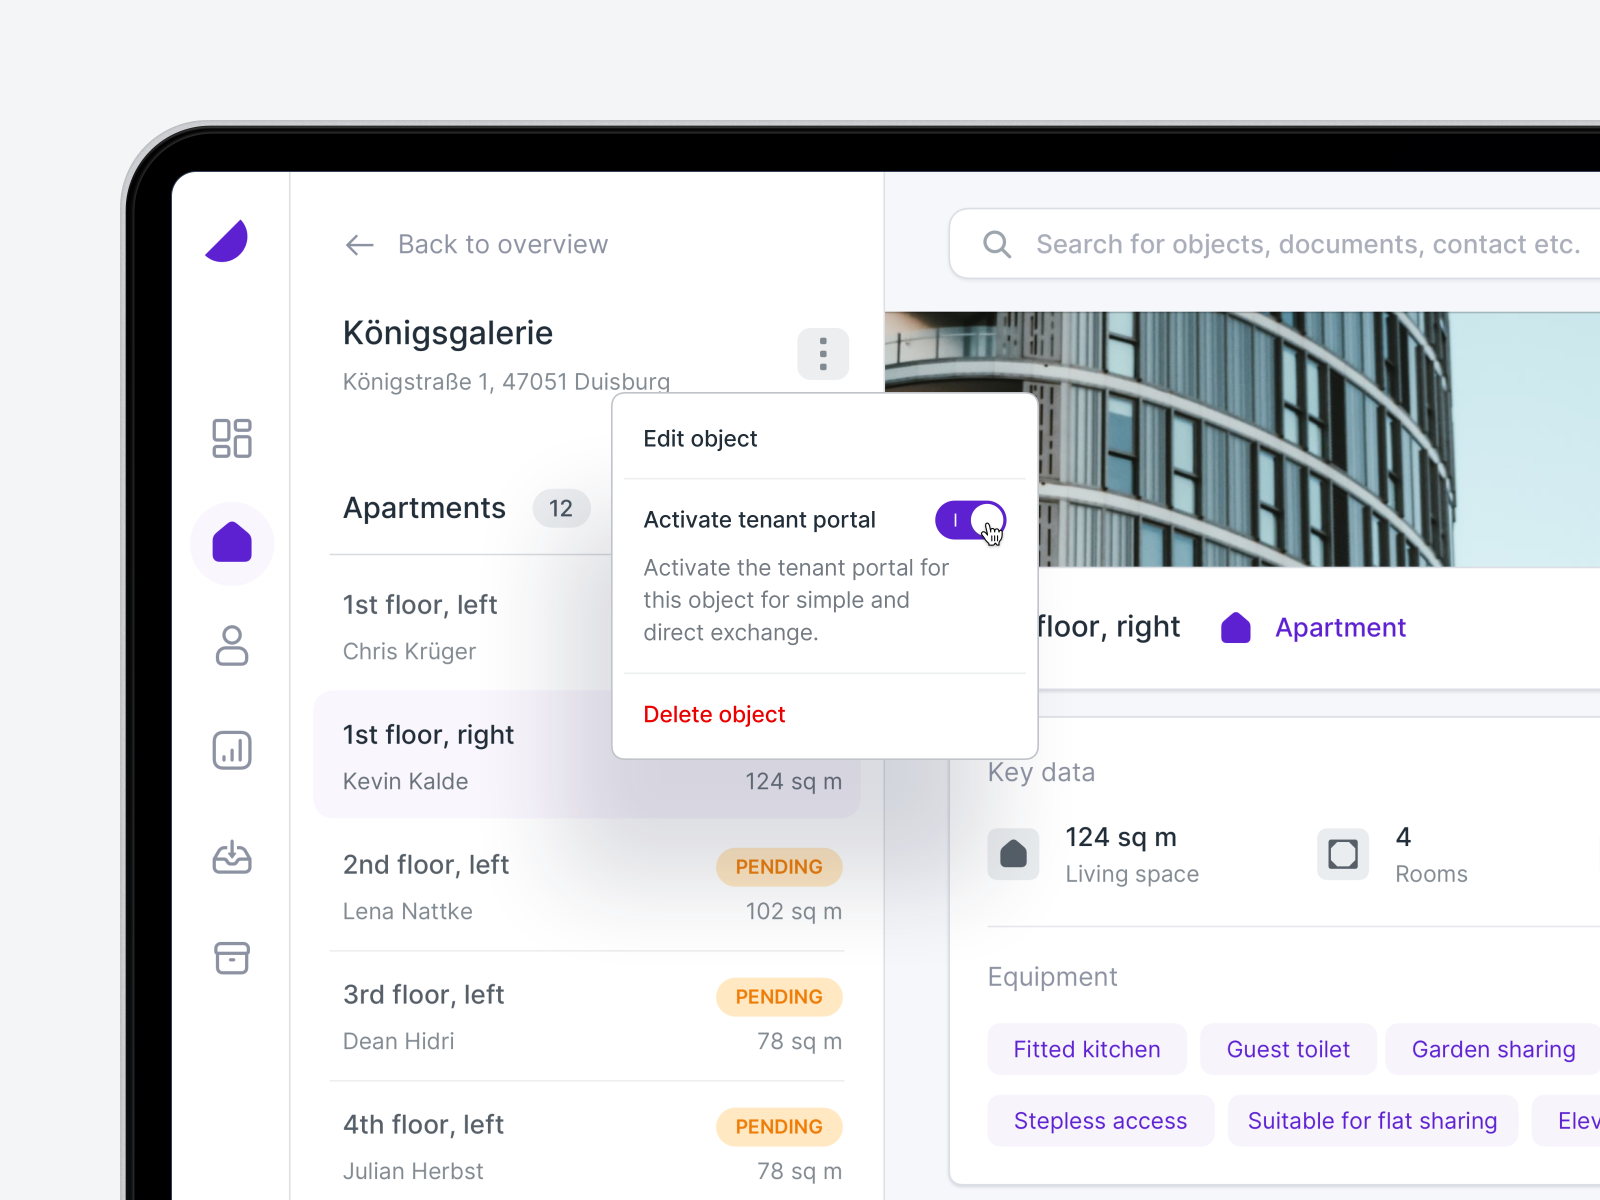 Back to overview
Search for objects, documents, contact etc.
Königsgalerie
Königstraße 1, 47051 Duisburg
Edit object
Apartments 12
Activate tenant portal
Activate the tenant portal for
this object for simple and
direct exchange.
Delete object
1st floor, left
Chris Krüger
1st floor, right
Kevin Kalde
124 sq m
2nd floor, left
PENDING
Lena Nattke
102 sq m
3rd floor, left
PENDING
Dean Hidri
78 sq m
4th floor, left
PENDING
Julian Herbst
78 sq m
floor, right
Apartment
Key data
124 sq m
Living space
4
Rooms
Equipment
Fitted kitchen
Guest toilet
Garden sharing
Stepless access
Suitable for flat sharing
Elev